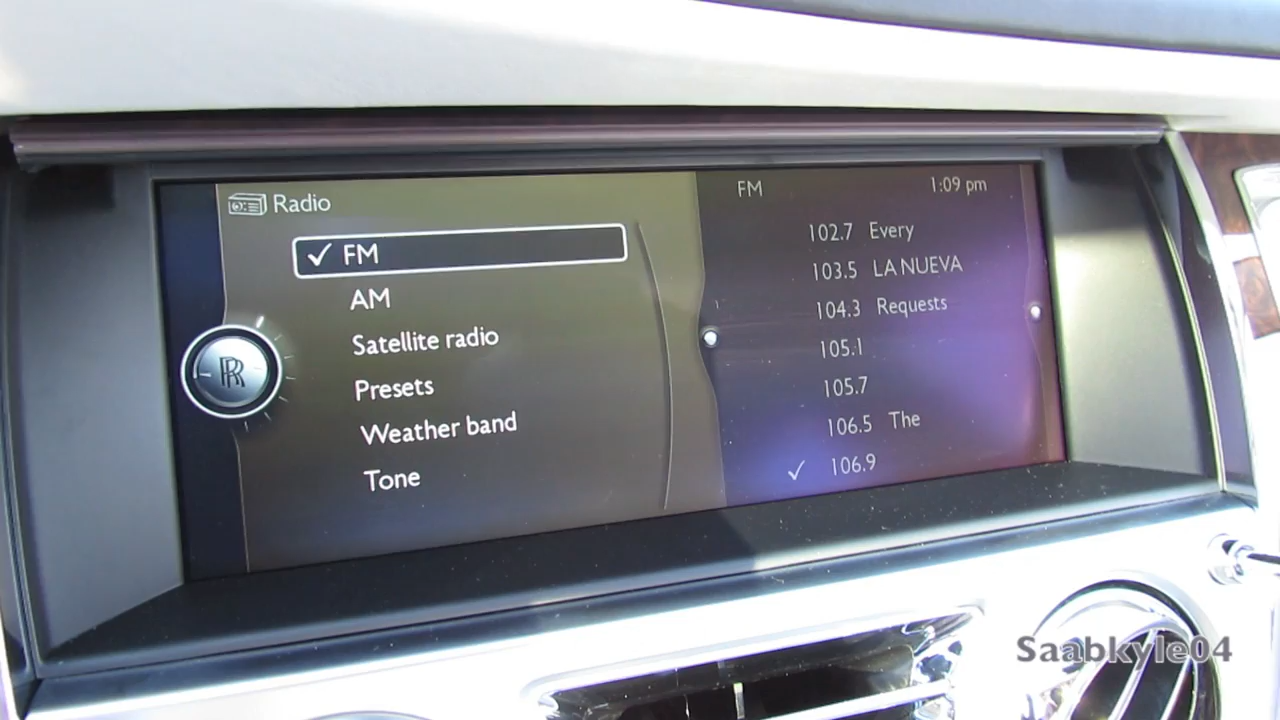 Radio
✓ FM
AM
Satellite radio
Presets
Weather band
Tone
RR
FM 1:09 pm
102.7 Every
103.5 LA NUEVA
104.3 Requests
105.1
105.7
106.5 The
✓ 106.9
Saabkyle04